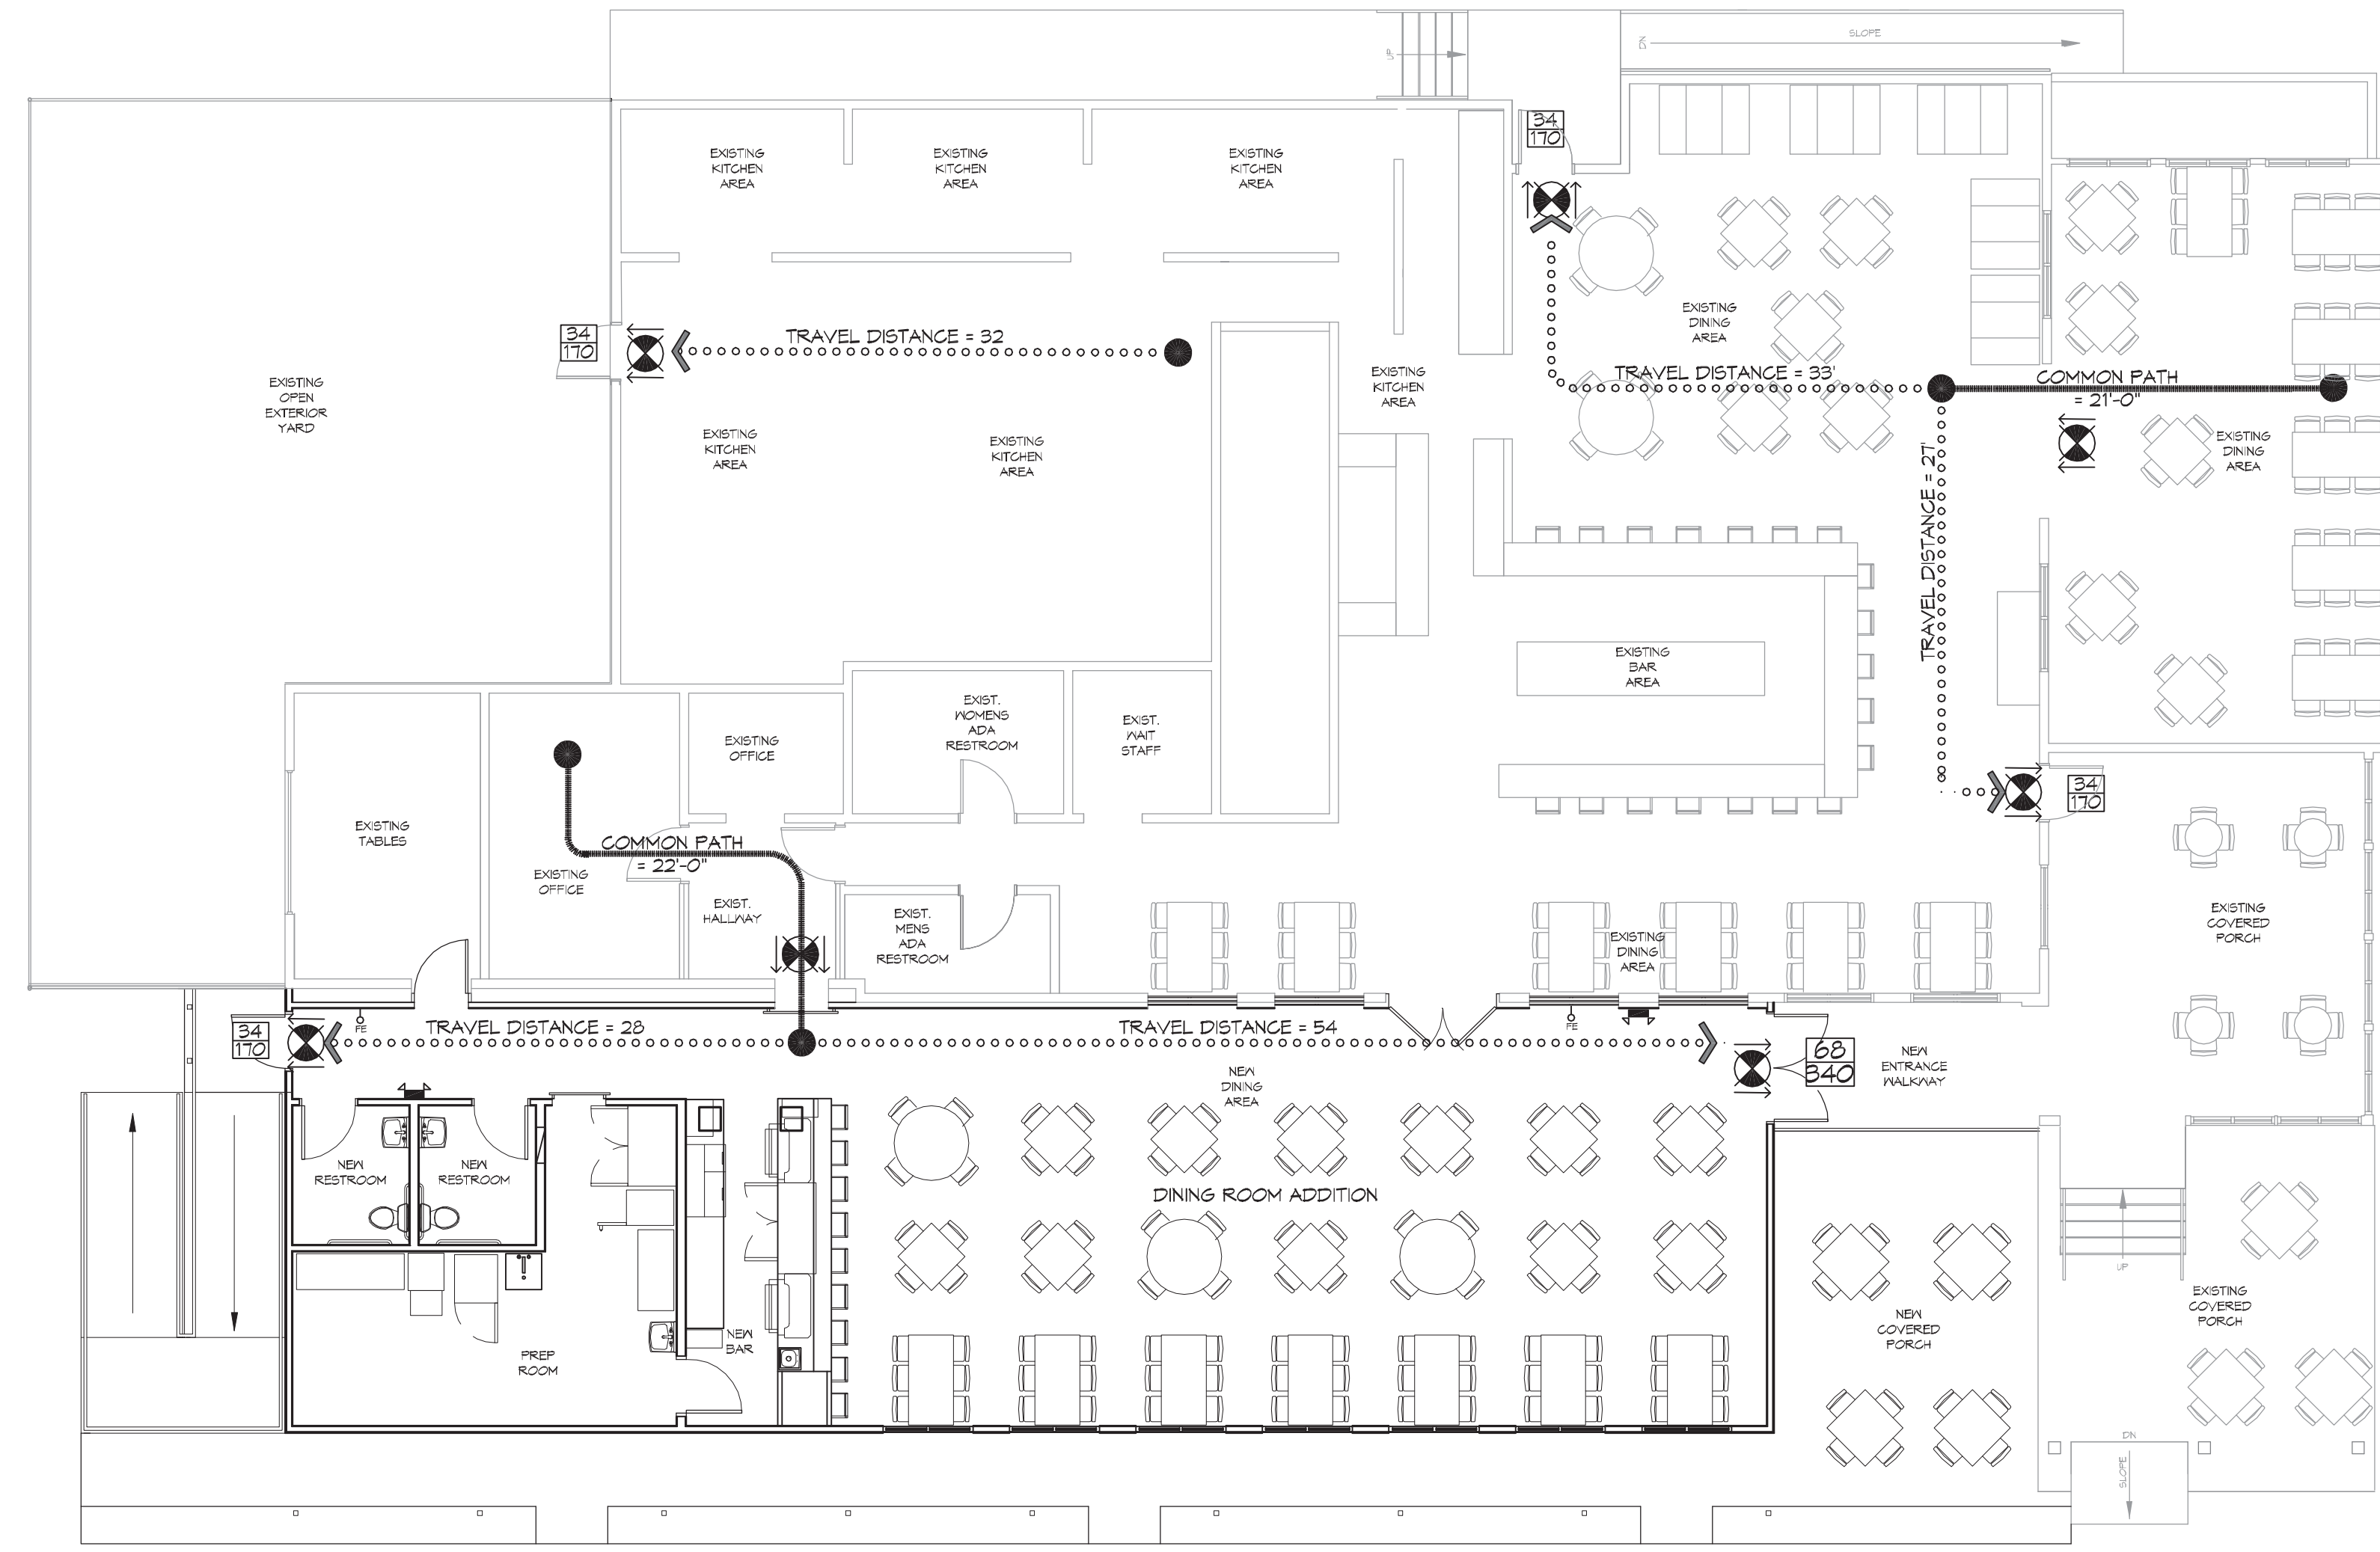 UP
DN
SLOPE
34
170
EXISTING
KITCHEN
AREA
EXISTING
KITCHEN
AREA
EXISTING
KITCHEN
AREA
34
170
TRAVEL DISTANCE = 32
EXISTING
DINING
AREA
EXISTING
KITCHEN
AREA
TRAVEL DISTANCE = 33'
COMMON PATH
= 21'-0"
EXISTING
OPEN
EXTERIOR
YARD
EXISTING
KITCHEN
AREA
EXISTING
KITCHEN
AREA
EXISTING
DINING
AREA
TRAVEL DISTANCE = 27'
EXISTING
BAR
AREA
EXISTING
OFFICE
EXIST.
WOMENS
ADA
RESTROOM
EXIST.
WAIT
STAFF
34
170
EXISTING
TABLES
COMMON PATH
= 22'-0"
EXISTING
OFFICE
EXIST.
HALLWAY
EXIST.
MENS
ADA
RESTROOM
EXISTING
DINING
AREA
EXISTING
COVERED
PORCH
34
170
FE
TRAVEL DISTANCE = 28
TRAVEL DISTANCE = 54
FE
68
340
NEW
ENTRANCE
WALKWAY
NEW
DINING
AREA
NEW
RESTROOM
NEW
RESTROOM
DINING ROOM ADDITION
UP
EXISTING
COVERED
PORCH
NEW
COVERED
PORCH
NEW
BAR
PREP
ROOM
DN
SLOPE